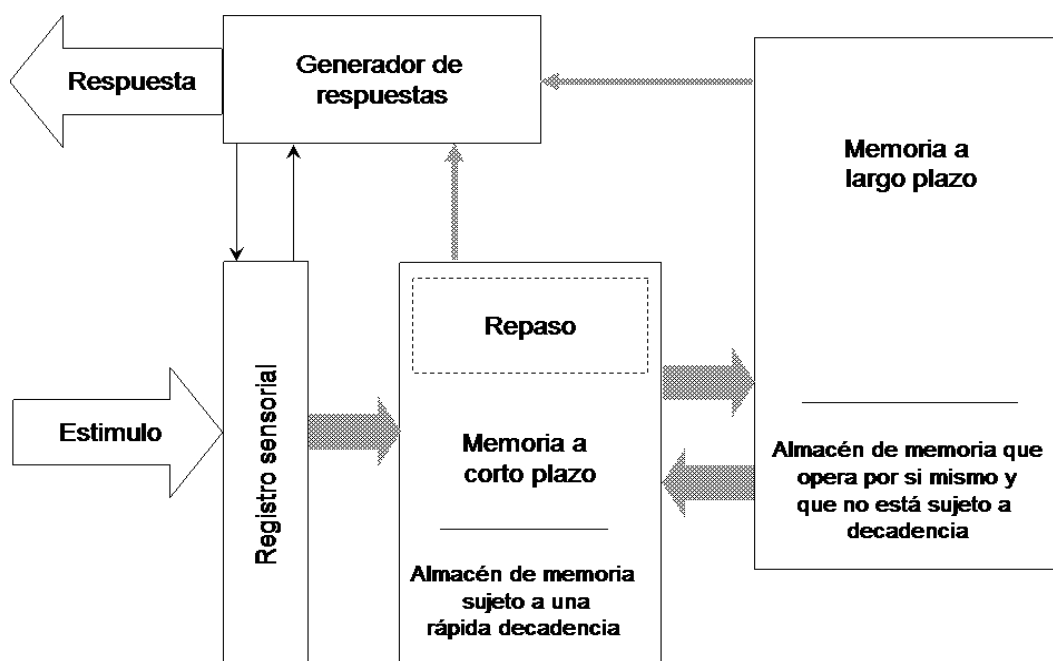 Respuesta
Generador de
respuestas
Memoria a
largo plazo
Estimulo
Registro sensorial
Repaso
Memoria a
corto plazo
Almacén de memoria
sujeto a una
rápida decadencia
Almacén de memoria que
opera por si mismo y
que no está sujeto a
decadencia